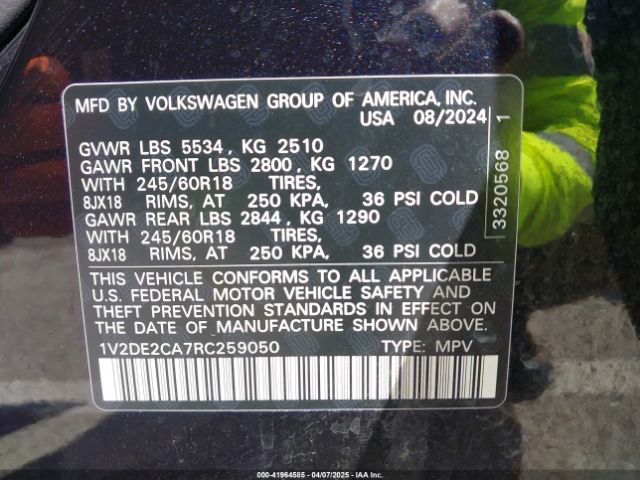 MFD BY VOLKSWAGEN GROUP OF AMERICA, INC.
USA 08/2024
GVWR LBS 5534 , KG 2510
GAWR FRONT LBS 2800 , KG 1270
WITH 245/60R18 TIRES,
8JX18 RIMS, AT 250 KPA, 36 PSI COLD
GAWR REAR LBS 2844 , KG 1290
WITH 245/60R18 TIRES,
8JX18 RIMS, AT 250 KPA, 36 PSI COLD
THIS VEHICLE CONFORMS TO ALL APPLICABLE
U.S. FEDERAL MOTOR VEHICLE SAFETY AND
THEFT PREVENTION STANDARDS IN EFFECT ON
THE DATE OF MANUFACTURE SHOWN ABOVE.
1V2DE2CA7RC259050 TYPE: MPV
3320568 1
00-41964585 - 04/07/2025 - IAA Inc.